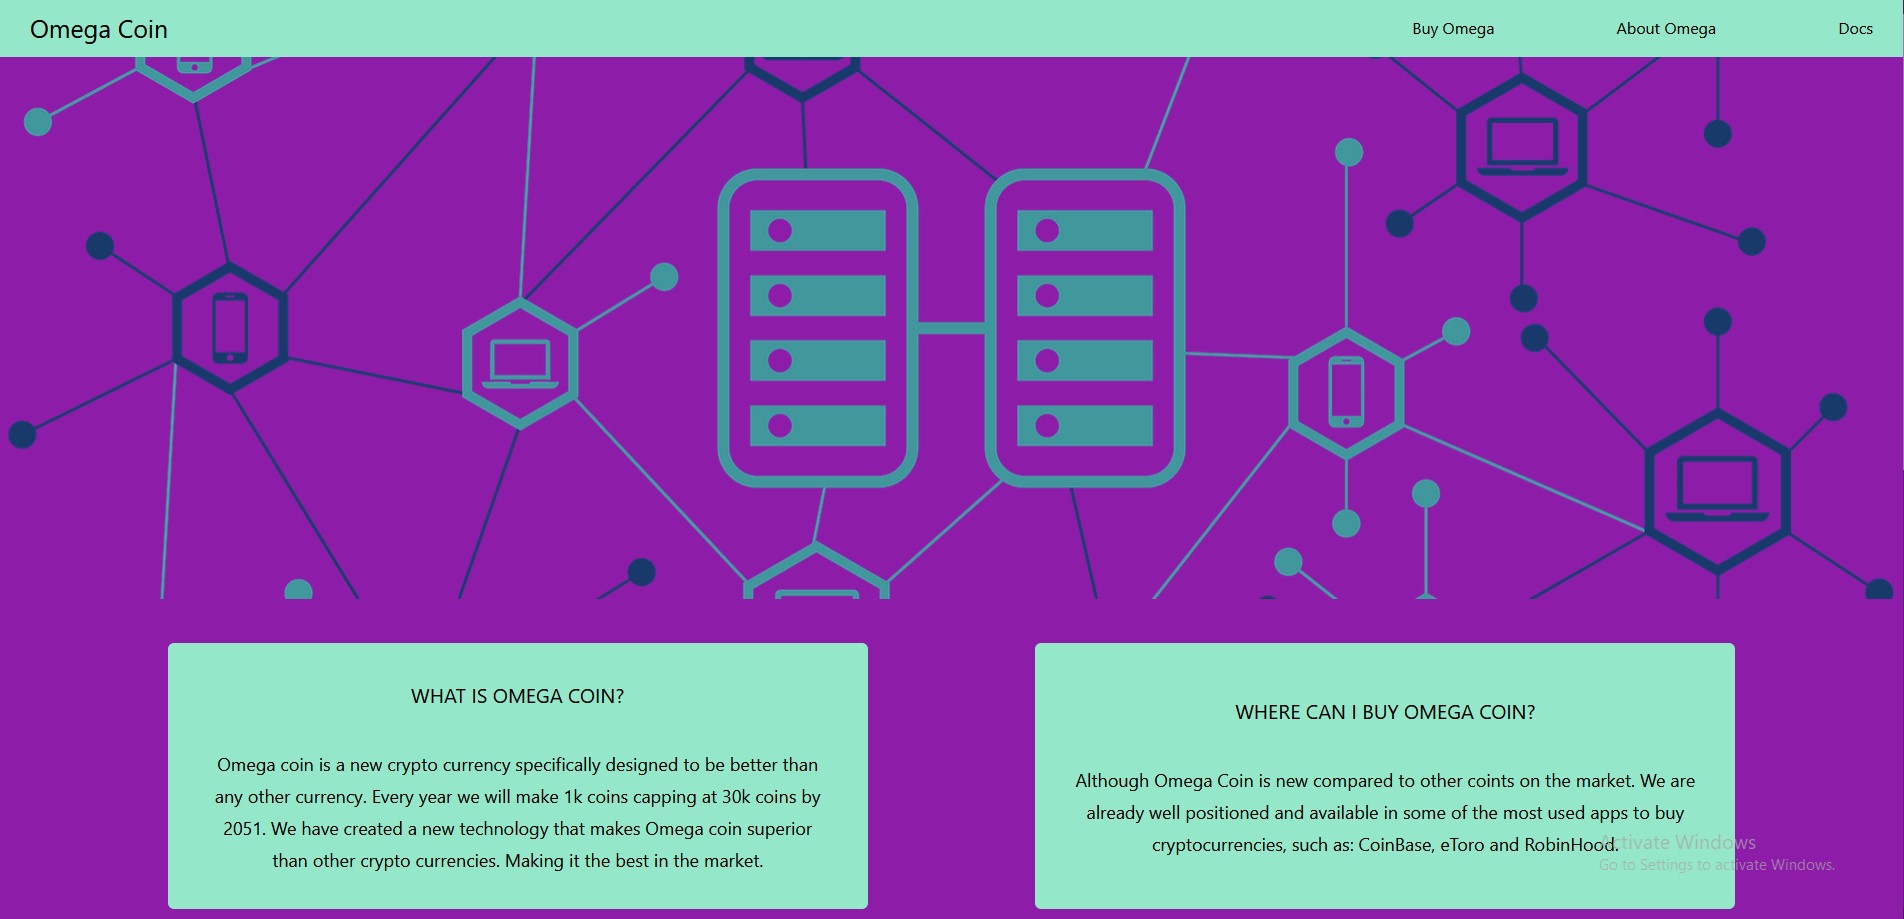 Omega Coin
Buy Omega
About Omega
Docs
WHAT IS OMEGA COIN?
Omega coin is a new crypto currency specifically designed to be better than
any other currency. Every year we will make 1k coins capping at 30k coins by
2051. We have created a new technology that makes Omega coin superior
than other crypto currencies. Making it the best in the market.
WHERE CAN I BUY OMEGA COIN?
Although Omega Coin is new compared to other coints on the market. We are
already well positioned and available in some of the most used apps to buy
cryptocurrencies, such as: CoinBase, eToro and RobinHood.
Activate Windows
Go to Settings to activate Windows.